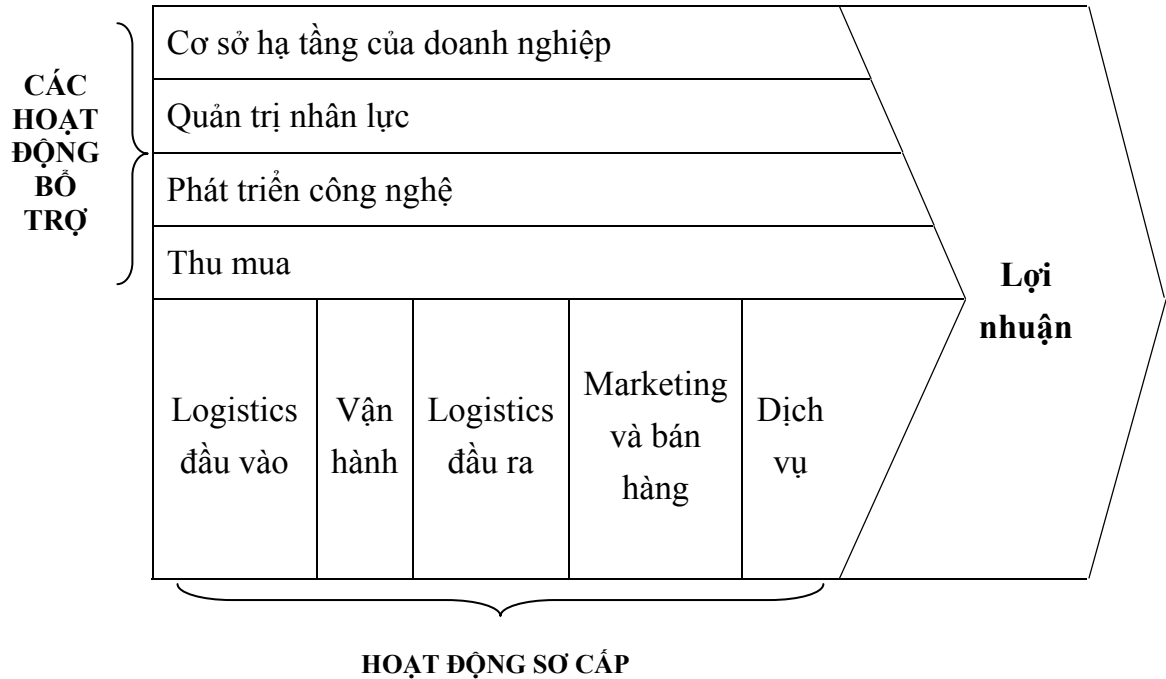 CÁC
HOẠT
ĐỘNG
BỔ
TRỢ
Cơ sở hạ tầng của doanh nghiệp
Quản trị nhân lực
Phát triển công nghệ
Thu mua
Lợi
nhuận
Logistics
đầu vào
Vận
hành
Logistics
đầu ra
Marketing
và bán
hàng
Dịch
vụ
HOẠT ĐỘNG SƠ CẤP